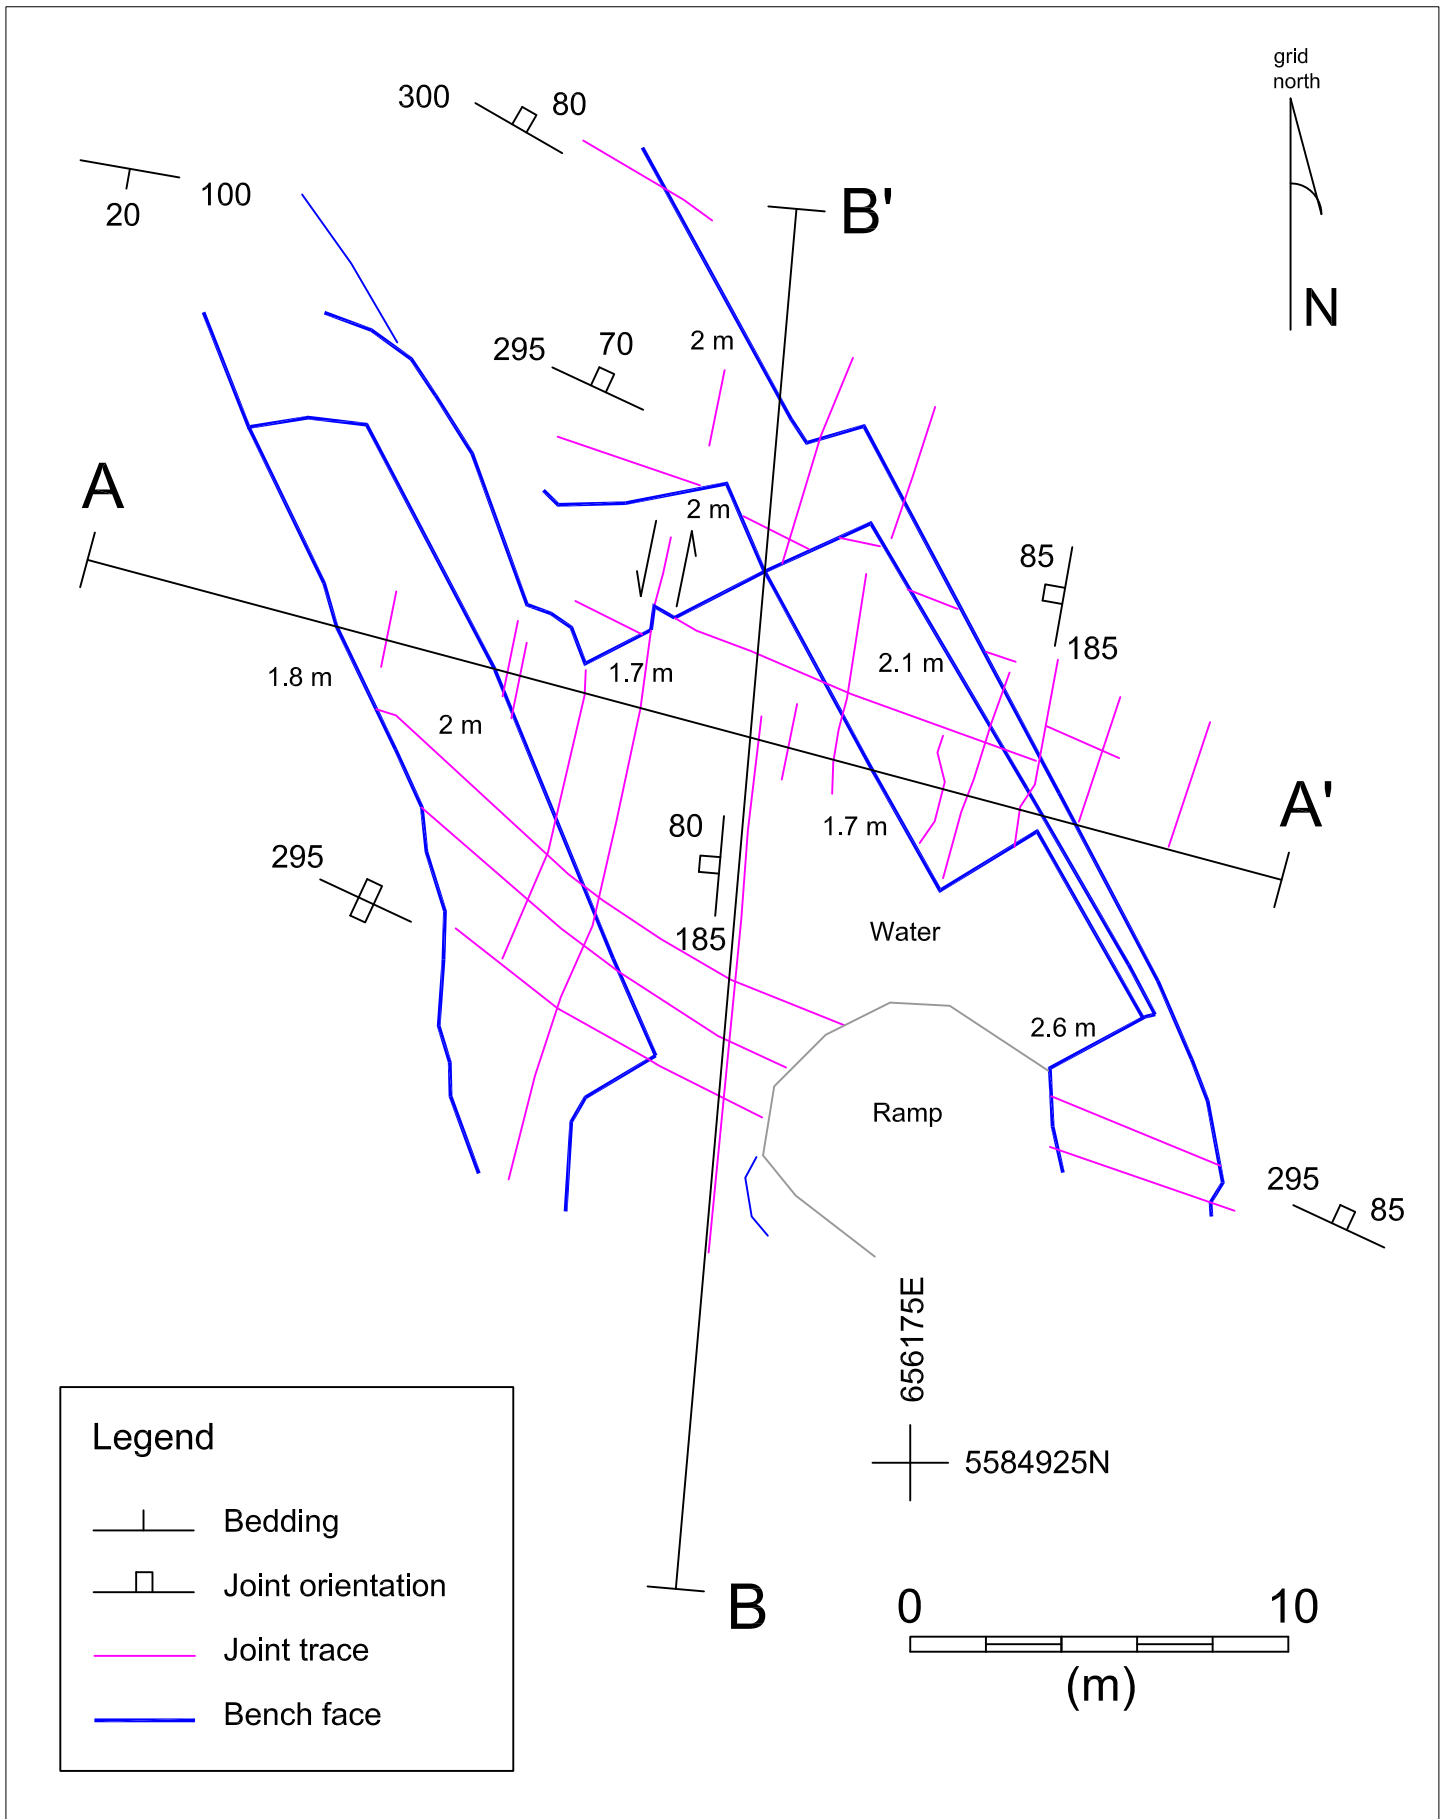 grid
north
N
300
80
20
100
B'
2 m
295
70
A
2 m
85
185
1.8 m
1.7 m
2.1 m
2 m
A'
80
1.7 m
295
185
Water
2.6 m
Ramp
295
85
656175E
5584925N
Legend
Bedding
Joint orientation
Joint trace
Bench face
B
0
10
(m)